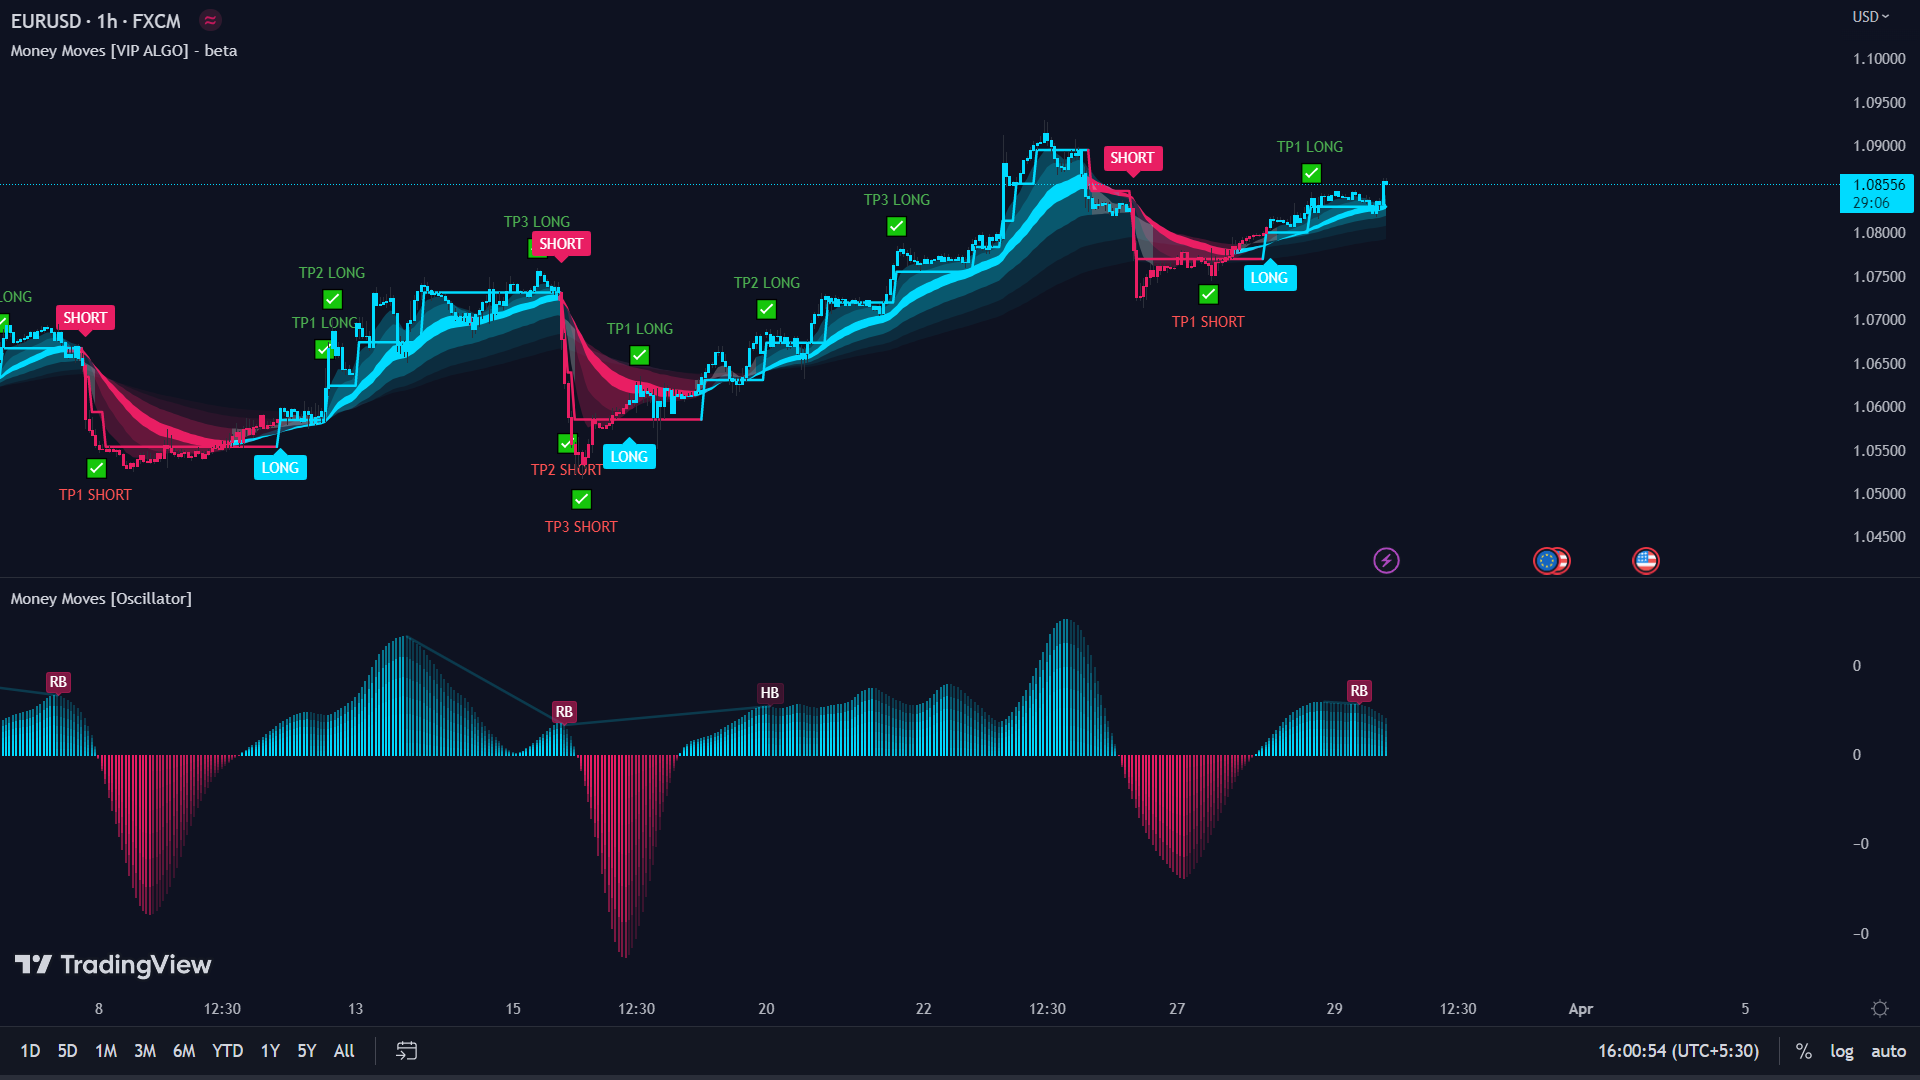 EURUSD · 1h · FXCM
Money Moves [VIP ALGO] - beta
USD
1.10000
1.09500
1.09000
1.08556
29:06
1.08000
1.07500
1.07000
1.06500
1.06000
1.05500
1.05000
1.04500
LONG
SHORT
TP1 SHORT
LONG
TP2 LONG
TP1 LONG
TP3 LONG
SHORT
TP2 SHORT
TP3 SHORT
LONG
TP1 LONG
TP2 LONG
TP3 LONG
SHORT
TP1 SHORT
LONG
TP1 LONG
Money Moves [Oscillator]
RB
RB
HB
RB
0
0
−0
−0
TradingView
8 12:30 13 15 12:30 20 22 12:30 27 29 12:30 Apr 5
1D 5D 1M 3M 6M YTD 1Y 5Y All 16:00:54 (UTC+5:30) % log auto